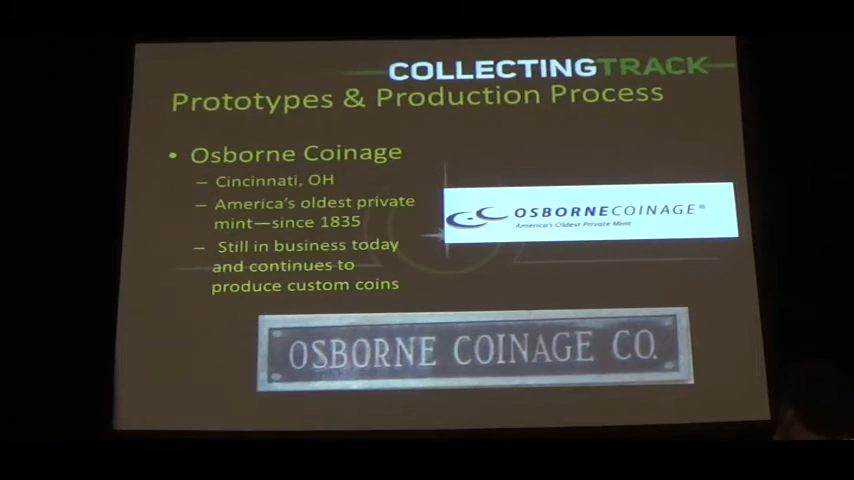 COLLECTINGTRACK
Prototypes & Production Process
• Osborne Coinage
– Cincinnati, OH
– America's oldest private
mint—since 1835
– Still in business today
and continues to
produce custom coins
OSBORNECOINAGE®
America's Oldest Private Mint
OSBORNE COINAGE CO.